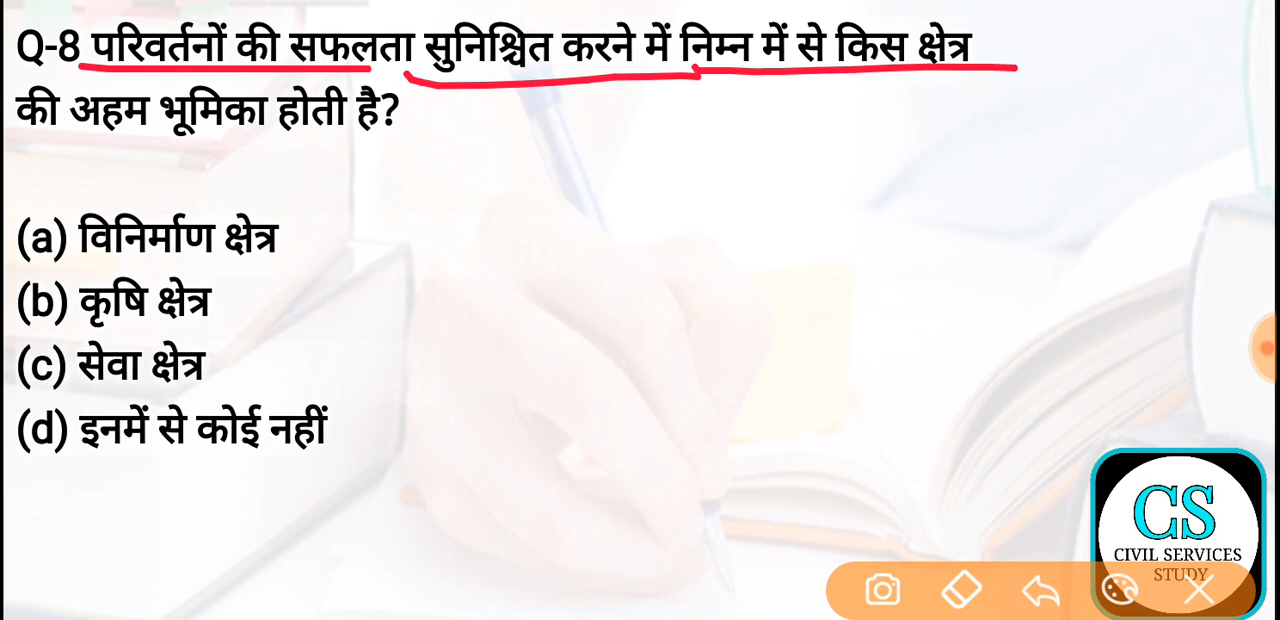 Q-8 परिवर्तनों की सफलता सुनिश्चित करने में निम्न में से किस क्षेत्र
की अहम भूमिका होती है?
(a) विनिर्माण क्षेत्र
(b) कृषि क्षेत्र
(c) सेवा क्षेत्र
(d) इनमें से कोई नहीं
CS
CIVIL SERVICES
STUDY